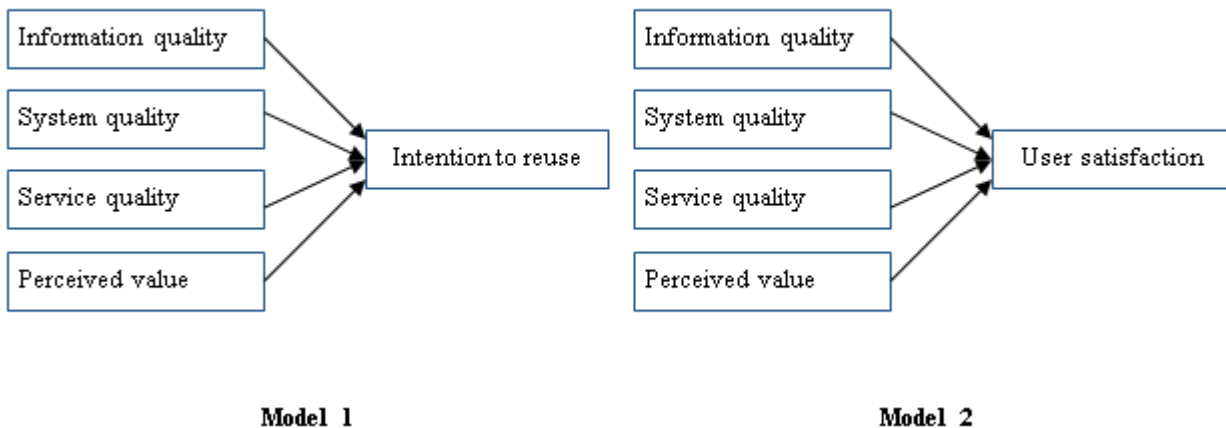 Information quality
System quality
Service quality
Perceived value
Intention to reuse
Model 1
Information quality
System quality
Service quality
Perceived value
User satisfaction
Model 2